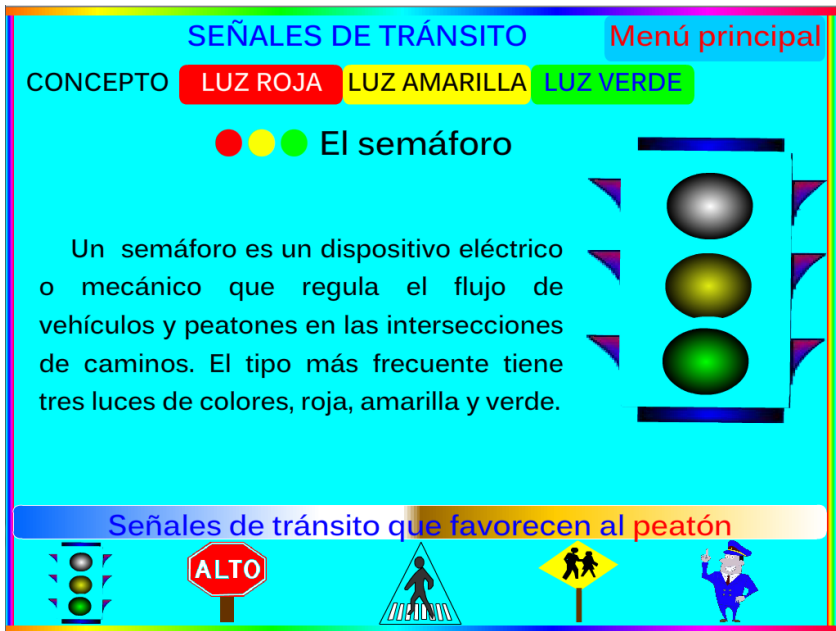 SEÑALES DE TRÁNSITO
Menú principal
CONCEPTO LUZ ROJA LUZ AMARILLA LUZ VERDE
El semáforo
Un semáforo es un dispositivo eléctrico
o mecánico que regula el flujo de
vehículos y peatones en las intersecciones
de caminos. El tipo más frecuente tiene
tres luces de colores, roja, amarilla y verde.
Señales de tránsito que favorecen al peatón
ALTO